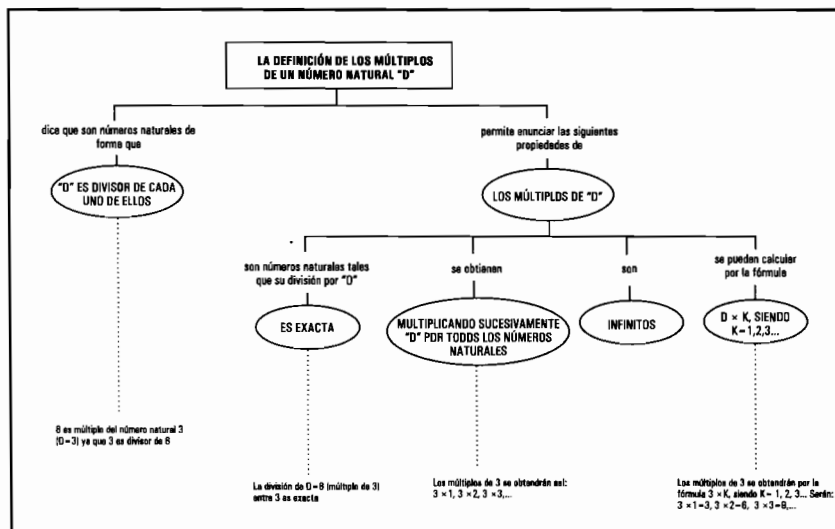 LA DEFINICIÓN DE LOS MÚLTIPLOS
DE UN NÚMERO NATURAL "D"
dice que son números naturales de
forma que
permite enunciar las siguientes
propiedades de
"D" ES DIVISOR DE CADA
UNO DE ELLOS
LOS MÚLTIPLOS DE "D"
son números naturales tales
que su división por "D"
se obtienen
son
se pueden calcular
por la fórmula
ES EXACTA
MULTIPLICANDO SUCESIVAMENTE
"D" POR TODOS LOS NÚMEROS
NATURALES
INFINITOS
D × K, SIENDO
K=1,2,3...
6 es múltiple del número natural 3
(D=3) ya que 3 es divisor de 6
La división de D=6 (múltiple de 3)
entre 3 es exacta
Los múltiplos de 3 se obtendrán así:
3 × 1, 3 × 2, 3 × 3,...
Los múltiplos de 3 se obtendrán por la
fórmula 3 × K, siendo K= 1, 2, 3... Serán:
3 × 1=3, 3 × 2=6, 3 × 3=9,...